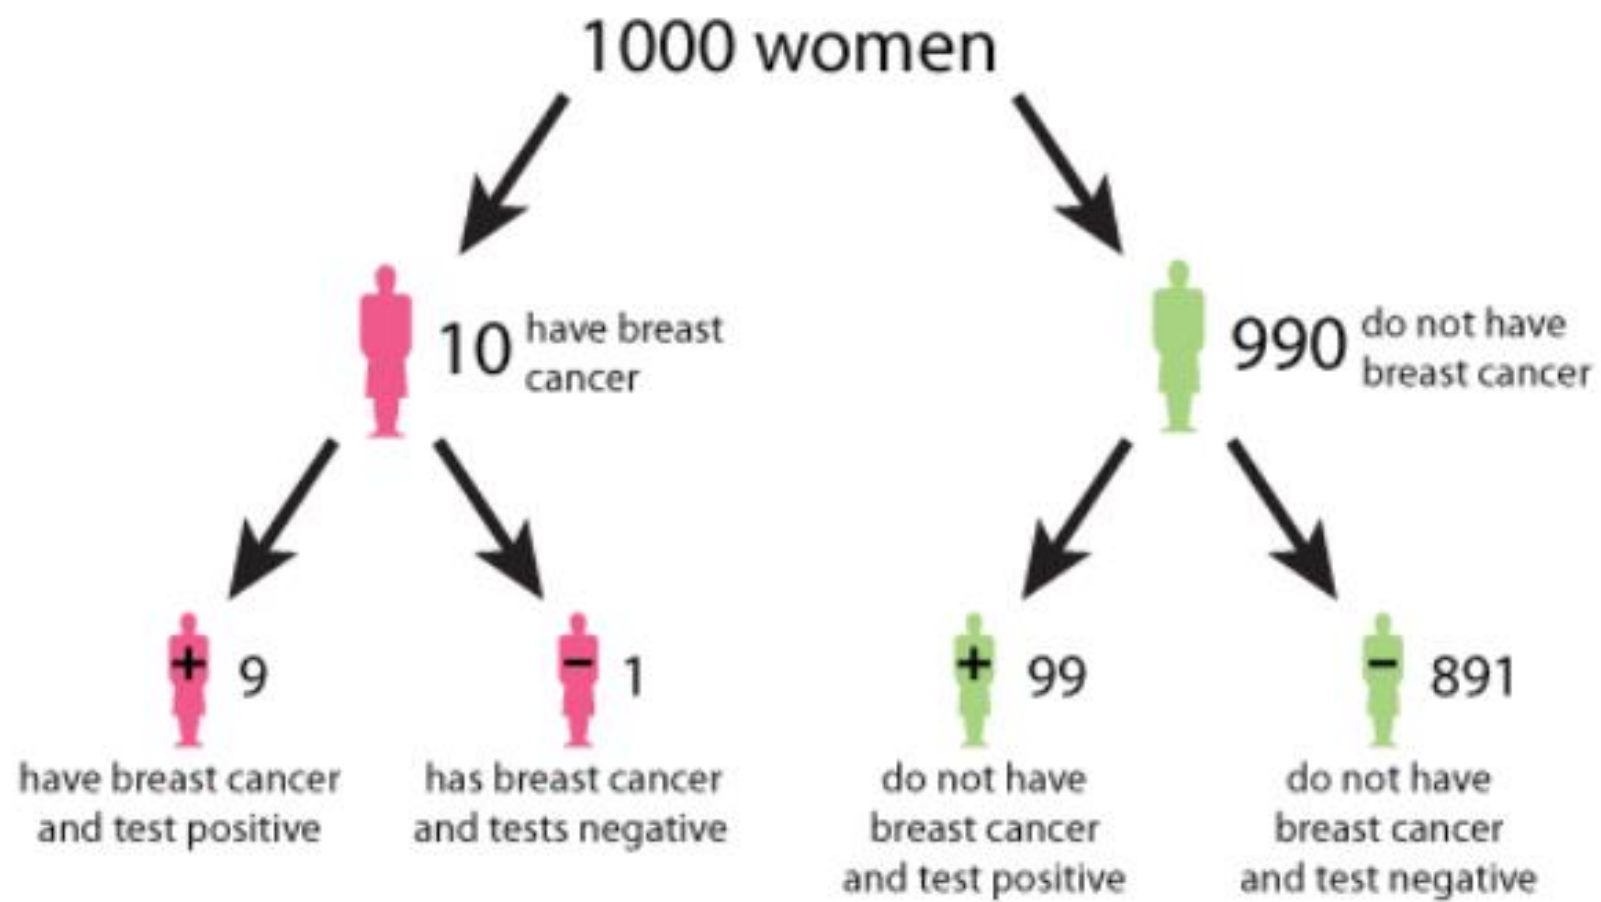 1000 women
10 have breast
cancer
990 do not have
breast cancer
+ 9
have breast cancer
and test positive
− 1
has breast cancer
and tests negative
+ 99
do not have
breast cancer
and test positive
− 891
do not have
breast cancer
and test negative